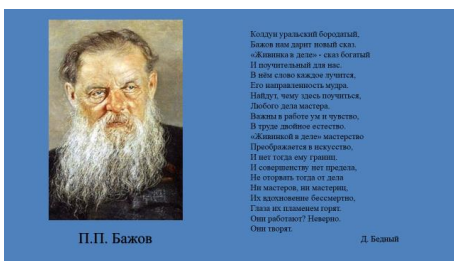 Колдун уральский бородатый,
Бажов нам дарит новый сказ.
«Живинка в деле» - сказ богатый
И поучительный для нас.
В нём слово каждое лучится,
Его направленность мудра.
Найдут, чему здесь поучиться,
Любого дела мастера.
Важны в работе ум и чувство,
В труде двойное естество.
«Живинкой в деле» мастерство
Преображается в искусство,
И нет тогда ему границ,
И совершенству нет предела,
Не оторвать тогда от дела
Ни мастеров, ни мастериц,
Их вдохновение бессмертно,
Глаза их пламенем горят.
Они работают? Неверно.
Они творят.
Д. Бедный
П.П. Бажов